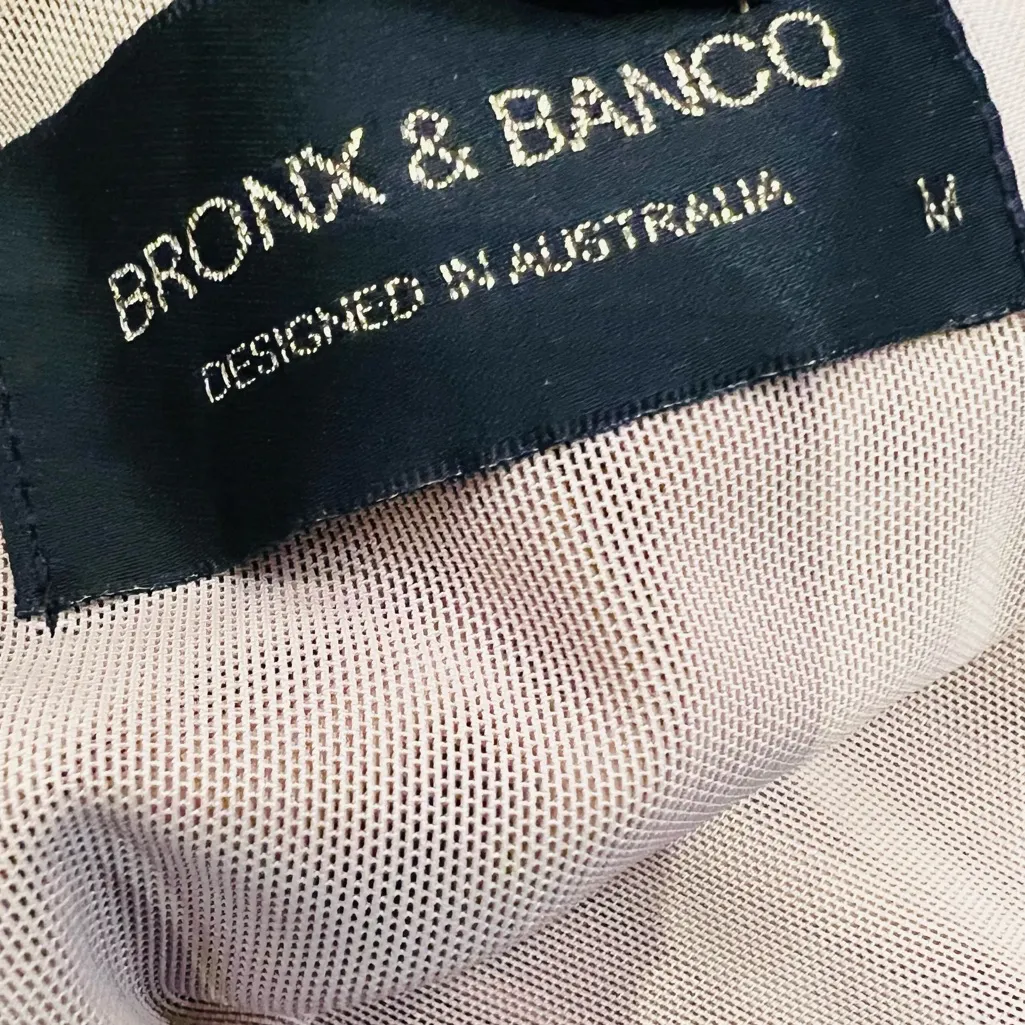 BRONX & BANCO
DESIGNED IN AUSTRALIA
M